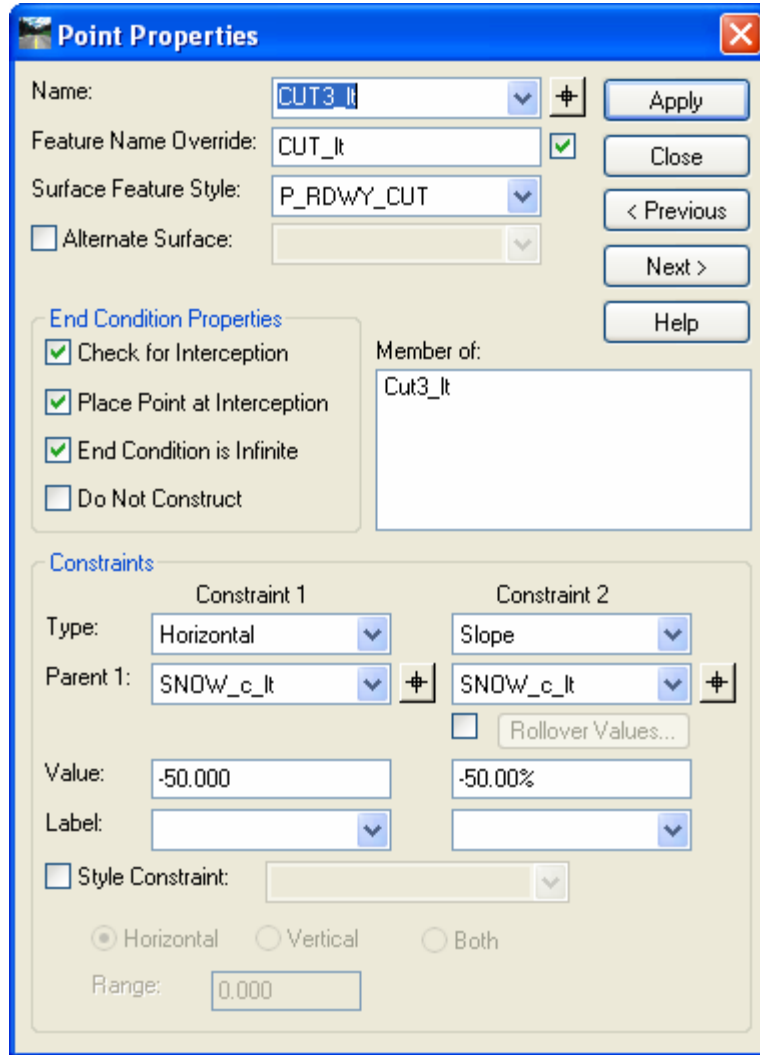 Point Properties
Name: CUT3_lt Apply
Feature Name Override: CUT_lt Close
Surface Feature Style: P_RDWY_CUT < Previous
Alternate Surface: Next >
Help
End Condition Properties
Check for Interception
Place Point at Interception
End Condition is Infinite
Do Not Construct
Member of:
Cut3_lt
Constraints
Constraint 1 Constraint 2
Type: Horizontal Slope
Parent 1: SNOW_c_lt SNOW_c_lt
Rollover Values...
Value: -50.000 -50.00%
Label:
Style Constraint:
Horizontal Vertical Both
Range: 0.000